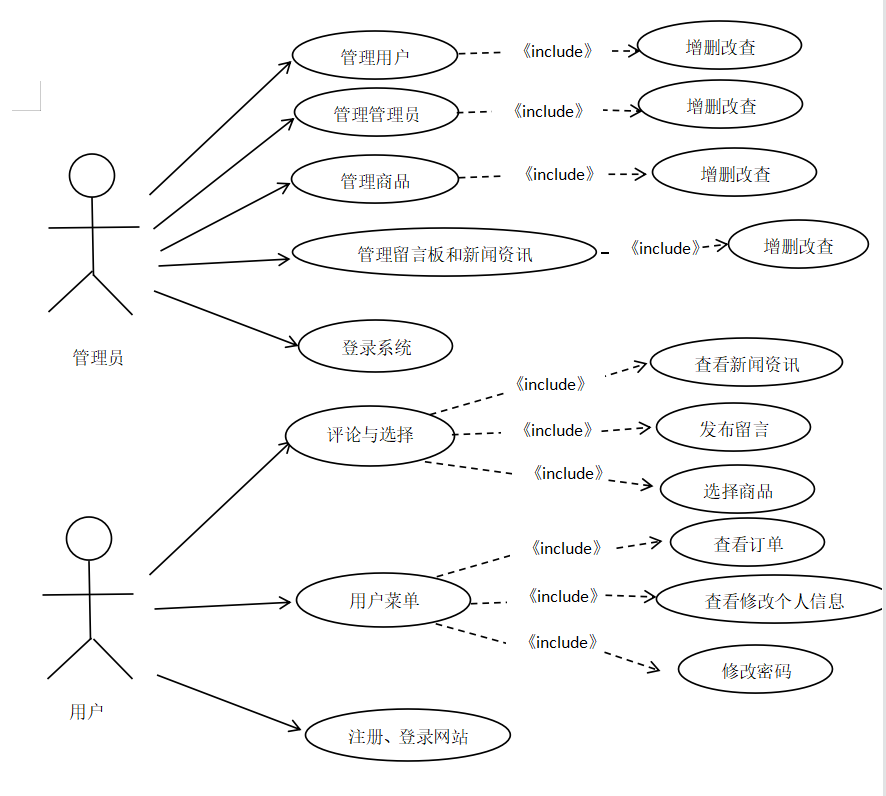 管理用户 《include》 增删改查
管理管理员 《include》 增删改查
管理商品 《include》 增删改查
管理留言板和新闻资讯 《include》 增删改查
登录系统
管理员
《include》 查看新闻资讯
评论与选择 《include》 发布留言
《include》 选择商品
《include》 查看订单
用户菜单 《include》 查看修改个人信息
《include》 修改密码
用户
注册、登录网站